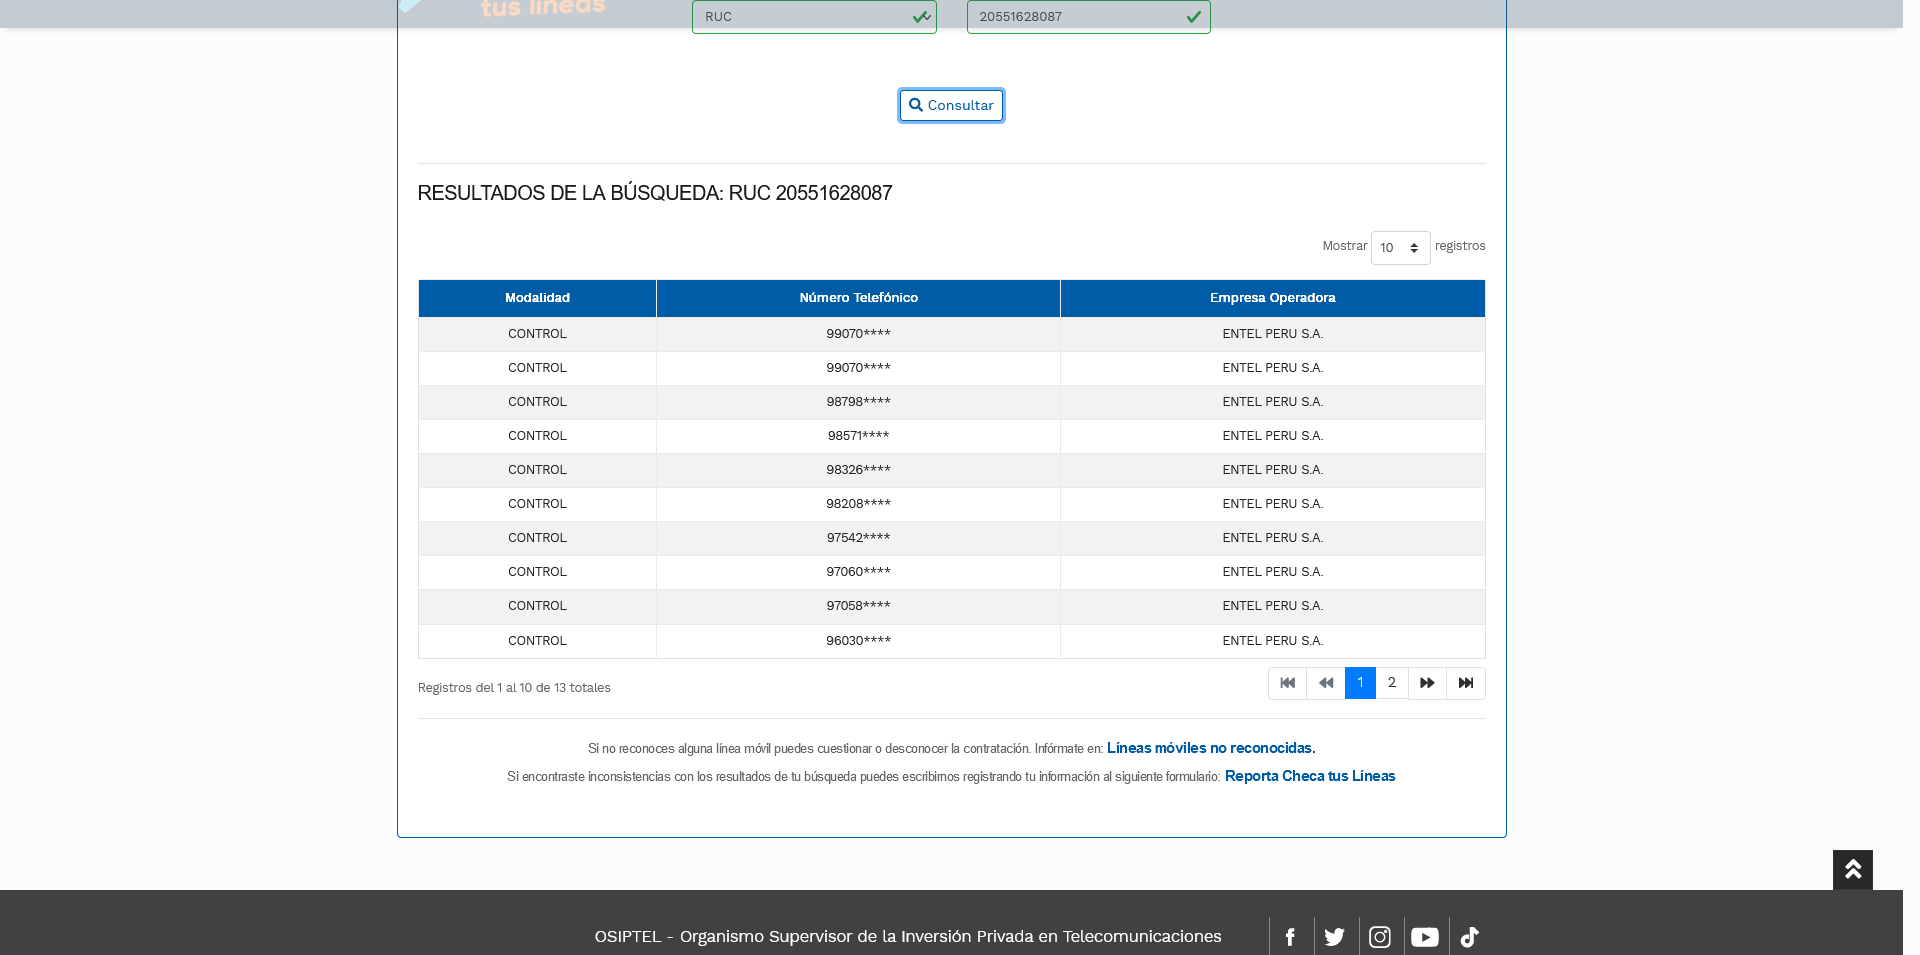 tus líneas
RUC
20551628087
Consultar
RESULTADOS DE LA BÚSQUEDA: RUC 20551628087
Mostrar 10 registros
Modalidad Número Telefónico Empresa Operadora
CONTROL 99070**** ENTEL PERU S.A.
CONTROL 99070**** ENTEL PERU S.A.
CONTROL 98798**** ENTEL PERU S.A.
CONTROL 98571**** ENTEL PERU S.A.
CONTROL 98326**** ENTEL PERU S.A.
CONTROL 98208**** ENTEL PERU S.A.
CONTROL 97542**** ENTEL PERU S.A.
CONTROL 97060**** ENTEL PERU S.A.
CONTROL 97058**** ENTEL PERU S.A.
CONTROL 96030**** ENTEL PERU S.A.
Registros del 1 al 10 de 13 totales
1 2
Si no reconoces alguna línea móvil puedes cuestionar o desconocer la contratación. Infórmate en: Líneas móviles no reconocidas.
Si encontraste inconsistencias con los resultados de tu búsqueda puedes escribirnos registrando tu información al siguiente formulario: Reporta Checa tus Líneas
OSIPTEL - Organismo Supervisor de la Inversión Privada en Telecomunicaciones